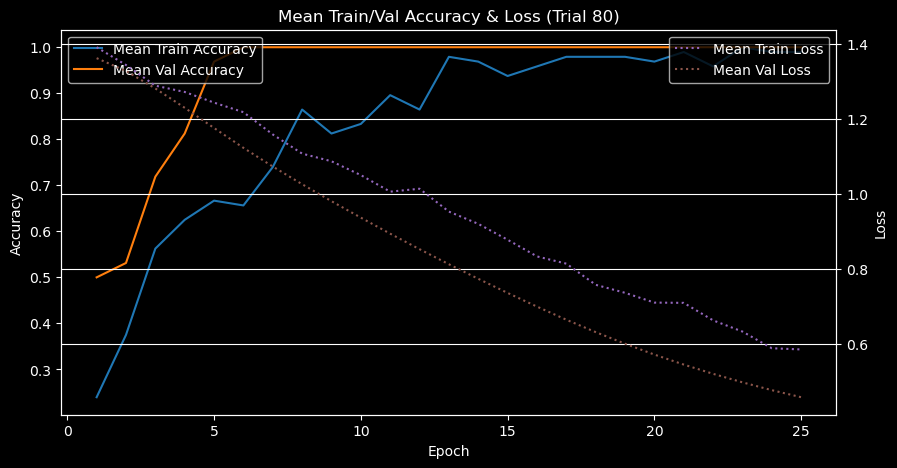 Mean Train/Val Accuracy & Loss (Trial 80)
Mean Train Accuracy
Mean Val Accuracy
Mean Train Loss
Mean Val Loss
1.0
0.9
0.8
0.7
0.6
0.5
0.4
0.3
Accuracy
1.4
1.2
1.0
0.8
0.6
Loss
0
5
10
15
20
25
Epoch